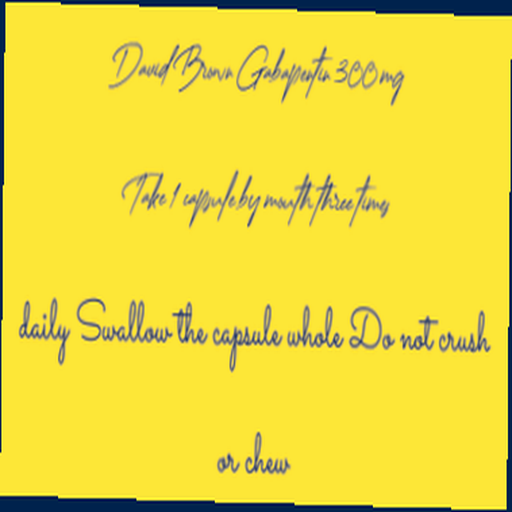 David Brown Gabapentin 300 mg
Take 1 capsule by mouth three times
daily Swallow the capsule whole Do not crush
or chew